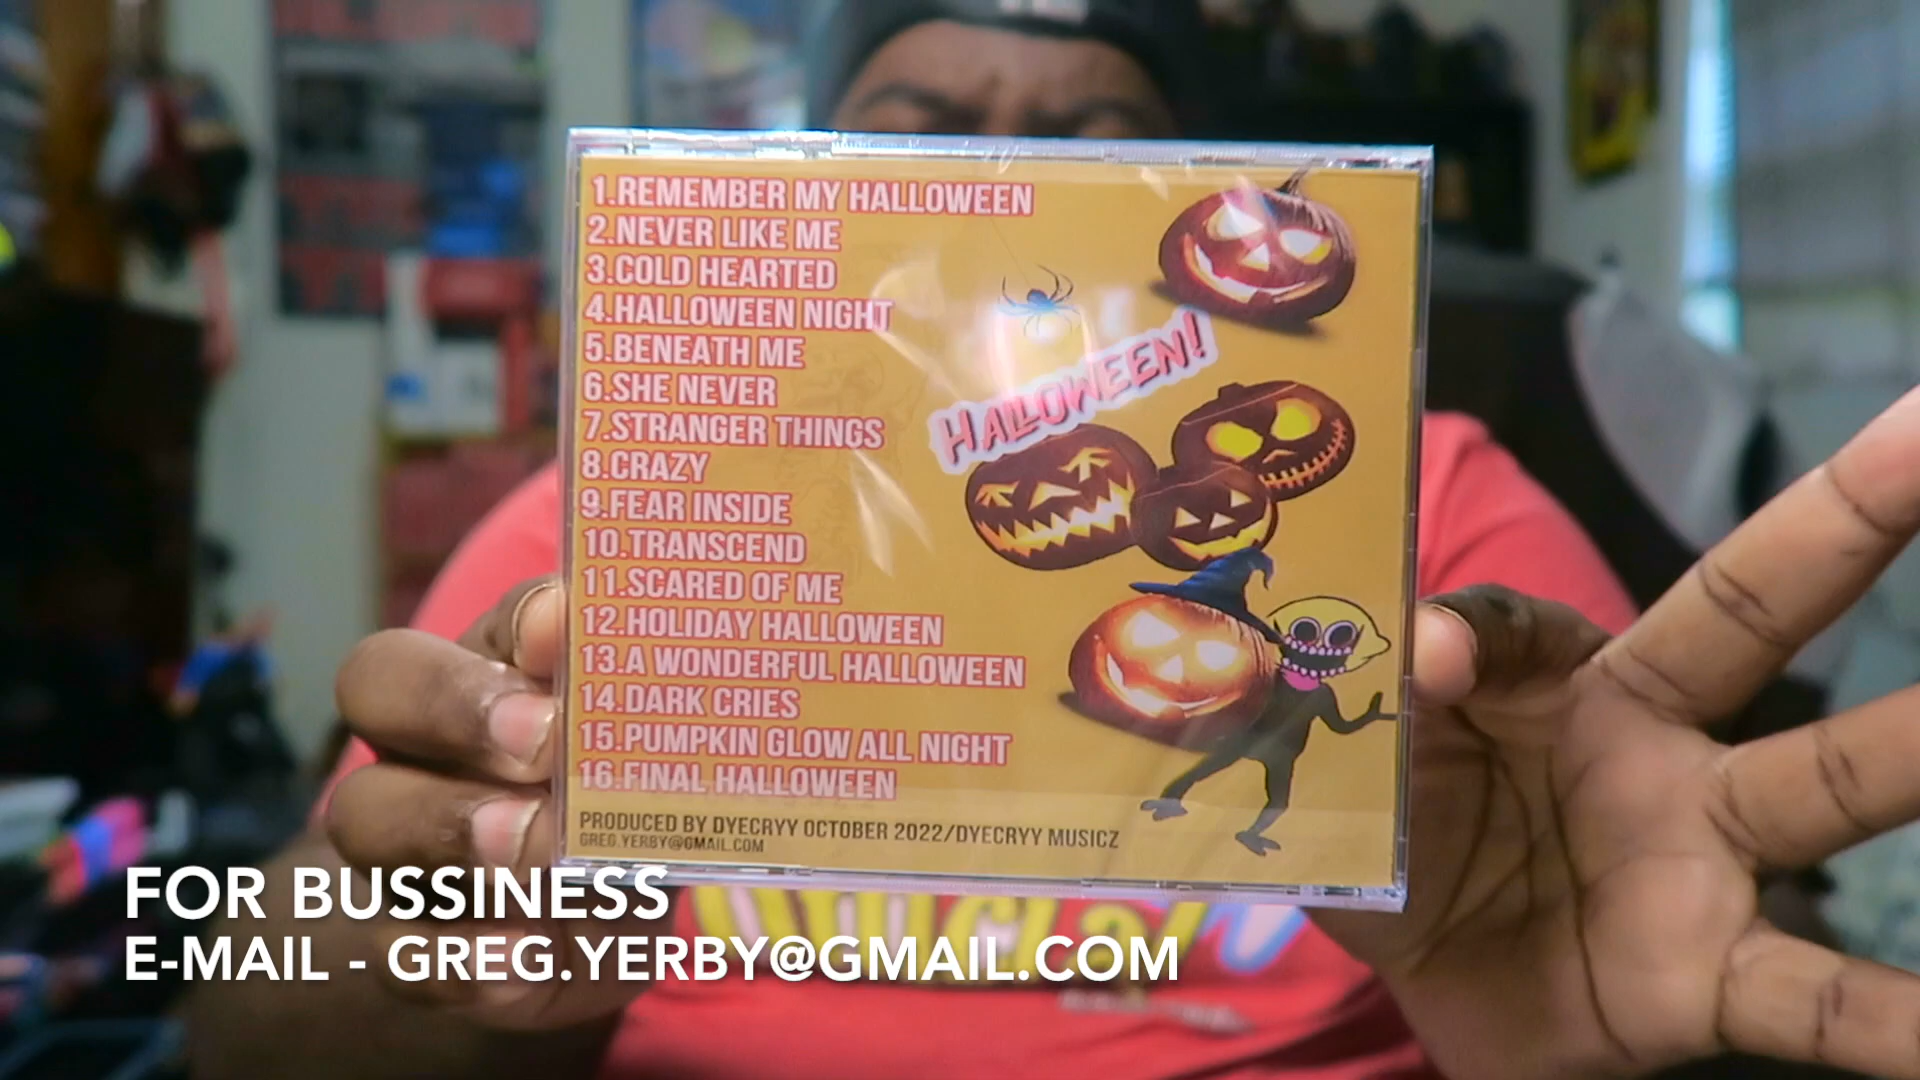 1.REMEMBER MY HALLOWEEN
2.NEVER LIKE ME
3.COLD HEARTED
4.HALLOWEEN NIGHT
5.BENEATH ME
6.SHE NEVER
7.STRANGER THINGS
8.CRAZY
9.FEAR INSIDE
10.TRANSCEND
11.SCARED OF ME
12.HOLIDAY HALLOWEEN
13.A WONDERFUL HALLOWEEN
14.DARK CRIES
15.PUMPKIN GLOW ALL NIGHT
16.FINAL HALLOWEEN
HALLOWEEN!
PRODUCED BY DYECRYY OCTOBER 2022/DYECRYY MUSICZ
GREG.YERBY@GMAIL.COM
FOR BUSSINESS
E-MAIL - GREG.YERBY@GMAIL.COM